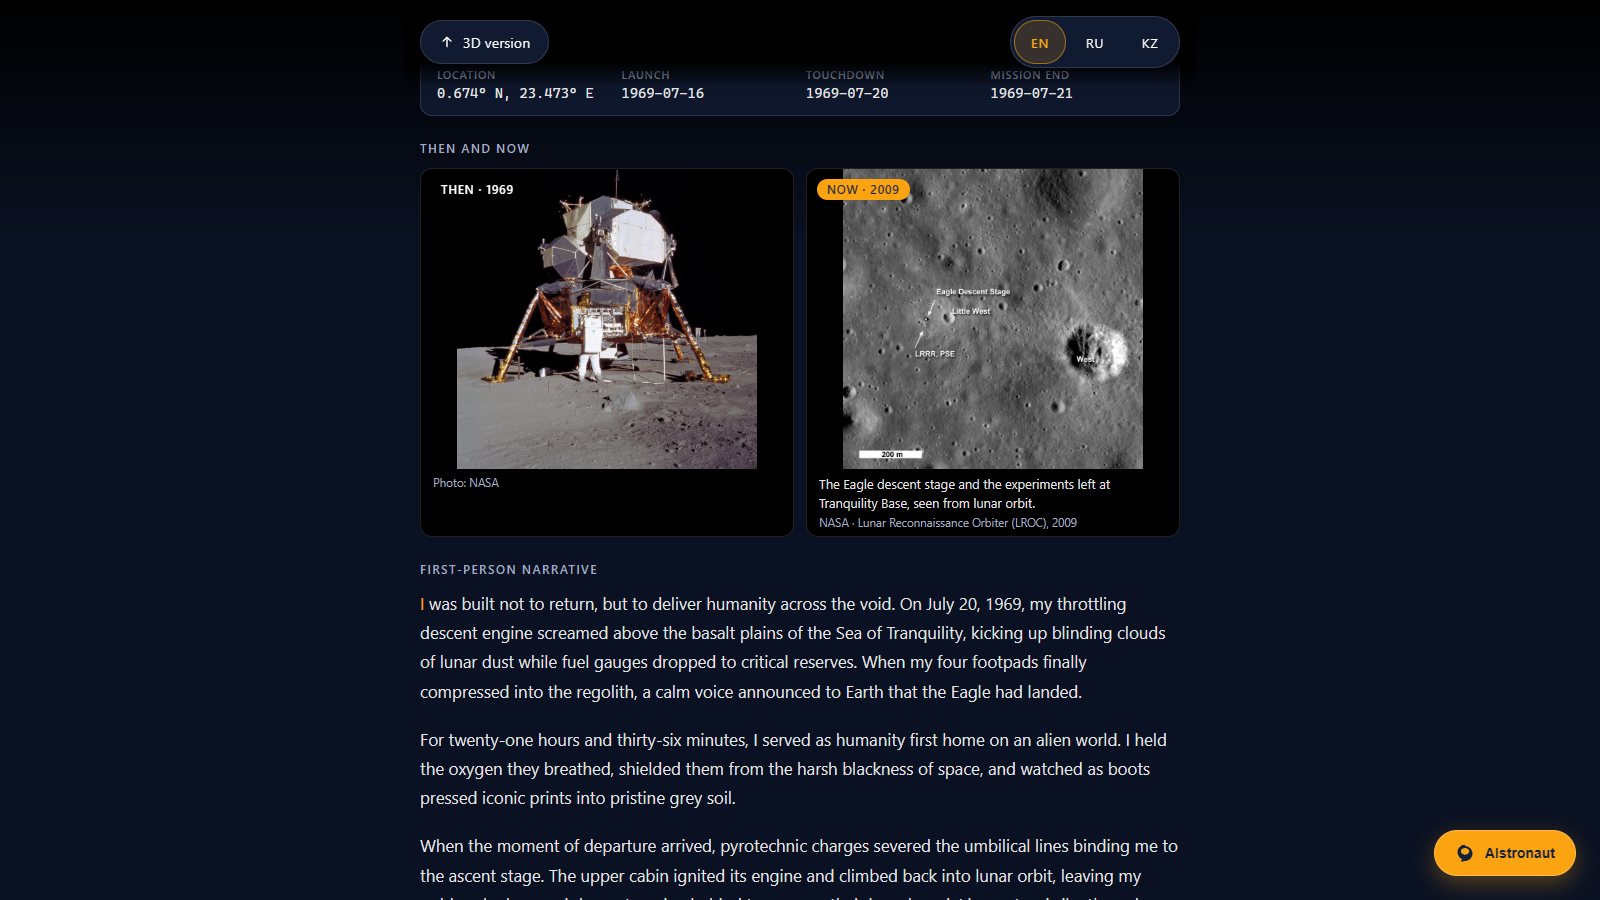 3D version
EN RU KZ
LOCATION LAUNCH TOUCHDOWN MISSION END
0.674° N, 23.473° E 1969-07-16 1969-07-20 1969-07-21
THEN AND NOW
THEN · 1969
NOW · 2009
Eagle Descent Stage
Little West
LRRR, PSE
West
200 m
Photo: NASA
The Eagle descent stage and the experiments left at
Tranquility Base, seen from lunar orbit.
NASA · Lunar Reconnaissance Orbiter (LROC), 2009
FIRST-PERSON NARRATIVE
I was built not to return, but to deliver humanity across the void. On July 20, 1969, my throttling
descent engine screamed above the basalt plains of the Sea of Tranquility, kicking up blinding clouds
of lunar dust while fuel gauges dropped to critical reserves. When my four footpads finally
compressed into the regolith, a calm voice announced to Earth that the Eagle had landed.
For twenty-one hours and thirty-six minutes, I served as humanity first home on an alien world. I held
the oxygen they breathed, shielded them from the harsh blackness of space, and watched as boots
pressed iconic prints into pristine grey soil.
When the moment of departure arrived, pyrotechnic charges severed the umbilical lines binding me to
the ascent stage. The upper cabin ignited its engine and climbed back into lunar orbit, leaving my
AIstronaut